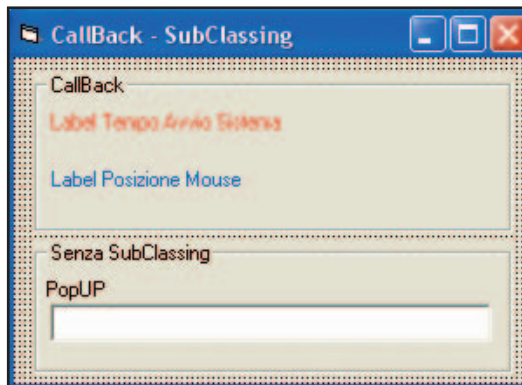 CallBack - SubClassing
CallBack
Label Tempo Avvio Sistema
Label Posizione Mouse
Senza SubClassing
PopUP